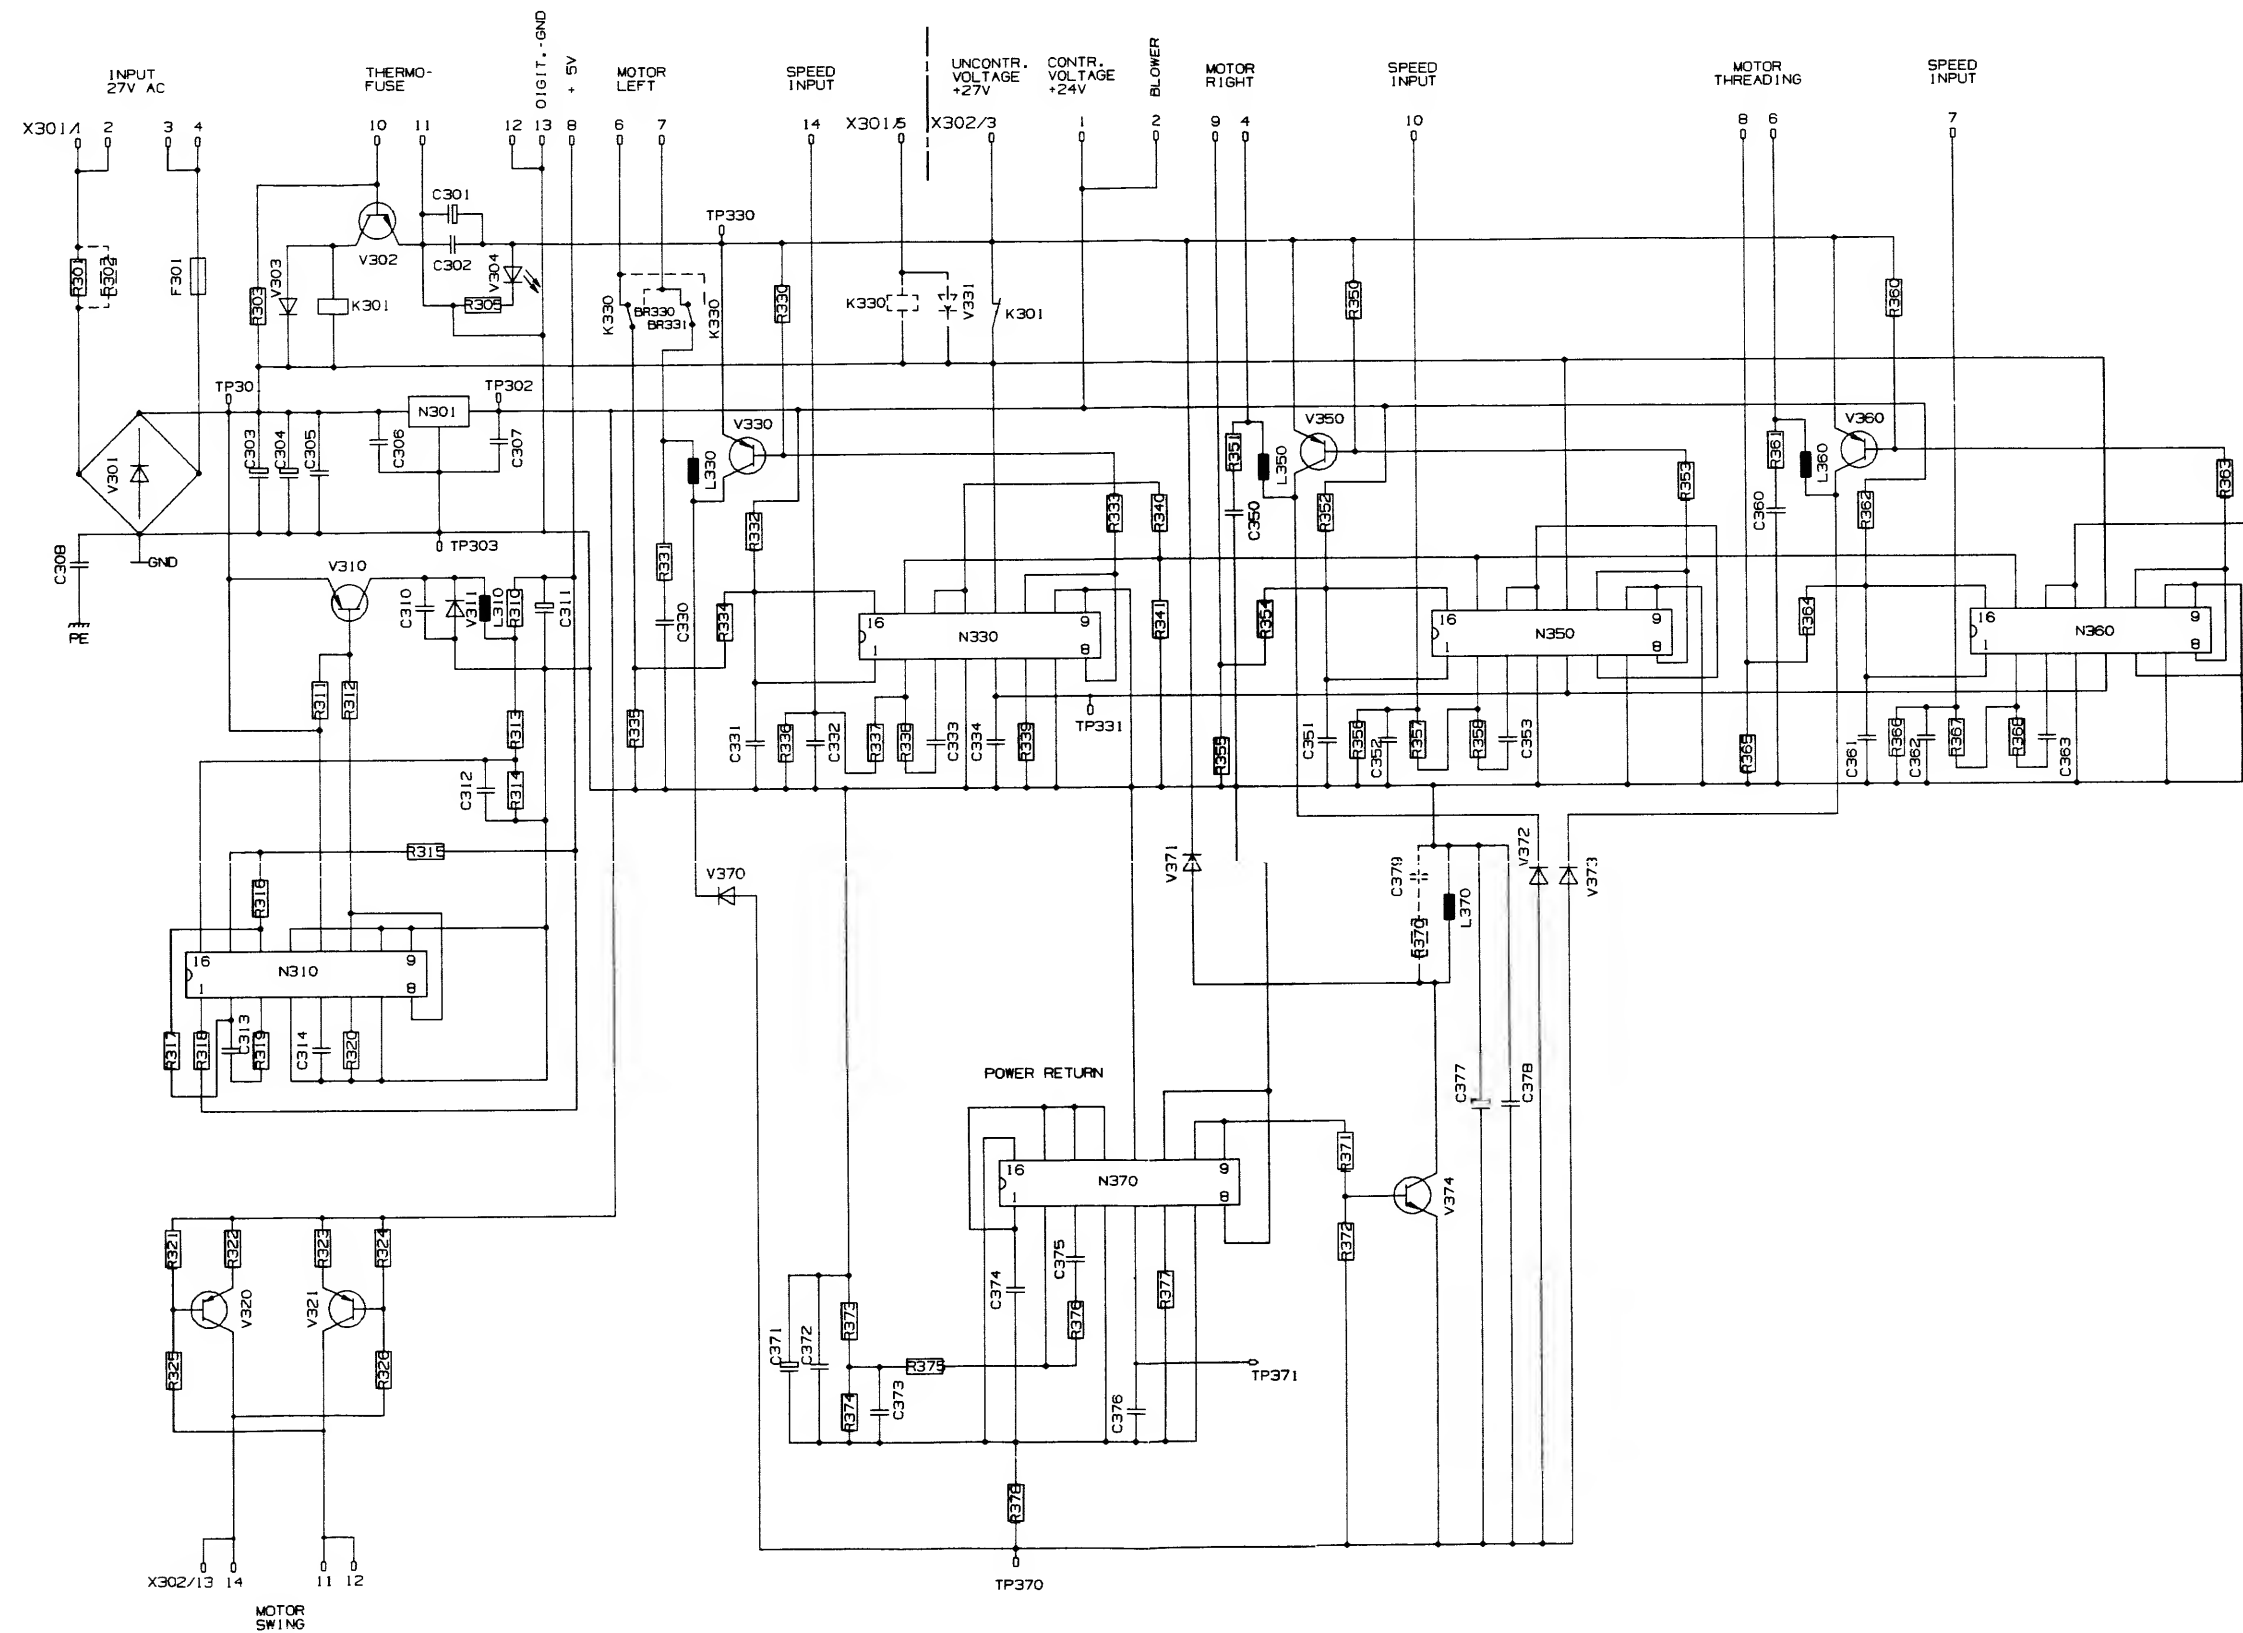 INPUT
27V AC
THERMO-
FUSE
DIGIT.-GND
+ 5V
MOTOR
LEFT
SPEED
INPUT
UNCONTR.
VOLTAGE
+27V
CONTR.
VOLTAGE
+24V
BLOWER
MOTOR
RIGHT
SPEED
INPUT
MOTOR
THREADING
SPEED
INPUT
X301/1
2
3
4
10
11
12
13
8
6
7
14
X301/5
X302/3
1
2
9
4
10
8
6
7
C301
TP330
V302
C302
V304
R301
R302
F301
R303
V303
K301
R305
K330
BR330
BR331
K330
R330
K330
V331
K301
R350
R360
TP30
N301
TP302
V330
V350
V360
V301
C303
C304
C305
C306
C307
L330
R351
L350
R353
R361
L360
R363
R332
R333
R340
C350
R352
C360
R362
C308
GND
TP303
PE
V310
C310
V311
L310
R310
C311
R331
C330
R334
16
9
N330
1
8
R341
R354
16
9
N350
1
8
R364
16
9
N360
1
8
R311
R312
R313
R335
C331
R336
C332
R337
R338
C333
C334
R339
TP331
R355
C351
R356
C352
R357
R358
C353
R365
C361
R366
C362
R367
R368
C363
C312
R314
R315
R316
V370
V371
C379
R370
L370
V372
V373
16
9
N310
1
8
R317
R318
C313
R319
C314
R320
POWER RETURN
C377
C378
16
9
N370
1
8
R371
V374
R372
R321
R322
R323
R324
V320
V321
R325
R326
C371
C372
R373
R374
C373
R375
C374
C375
R376
C376
R377
TP371
R378
TP370
X302/13
14
11
12
MOTOR
SWING